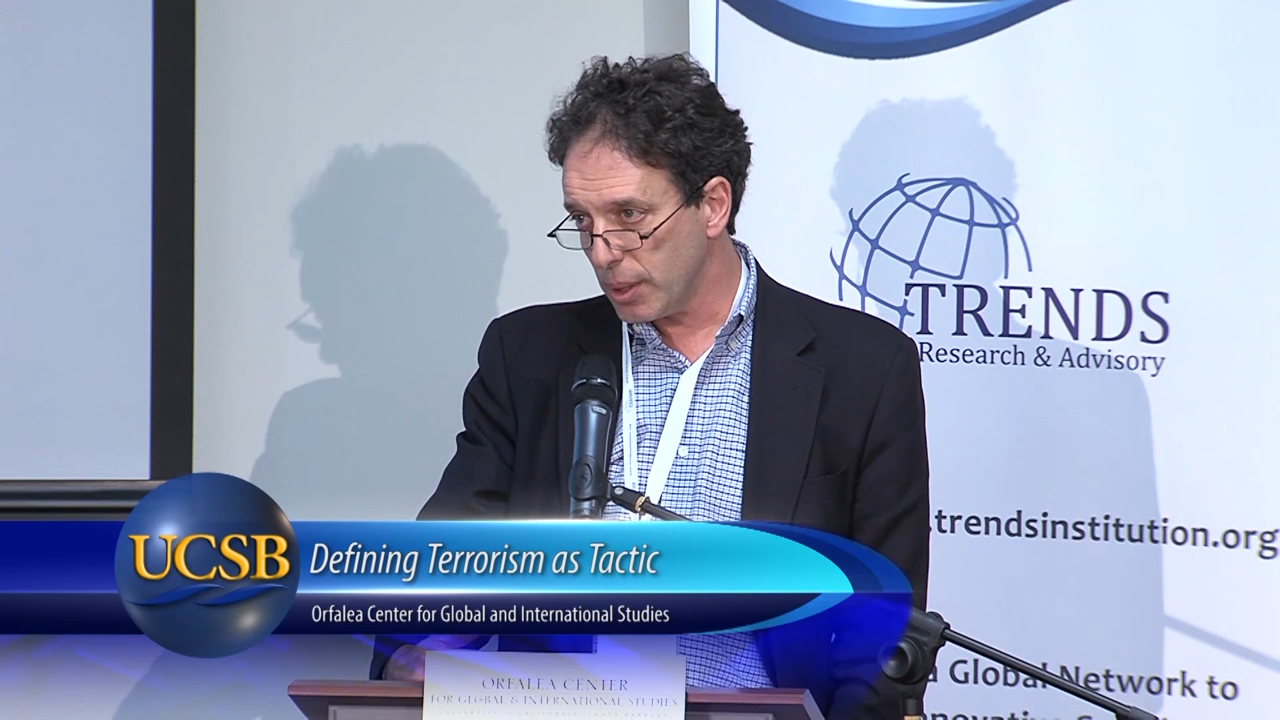 TRENDS
Research & Advisory
.trendsinstitution.org
UCSB
Defining Terrorism as Tactic
Orfalea Center for Global and International Studies
a Global Network to
ORFALEA CENTER
FOR GLOBAL & INTERNATIONAL STUDIES